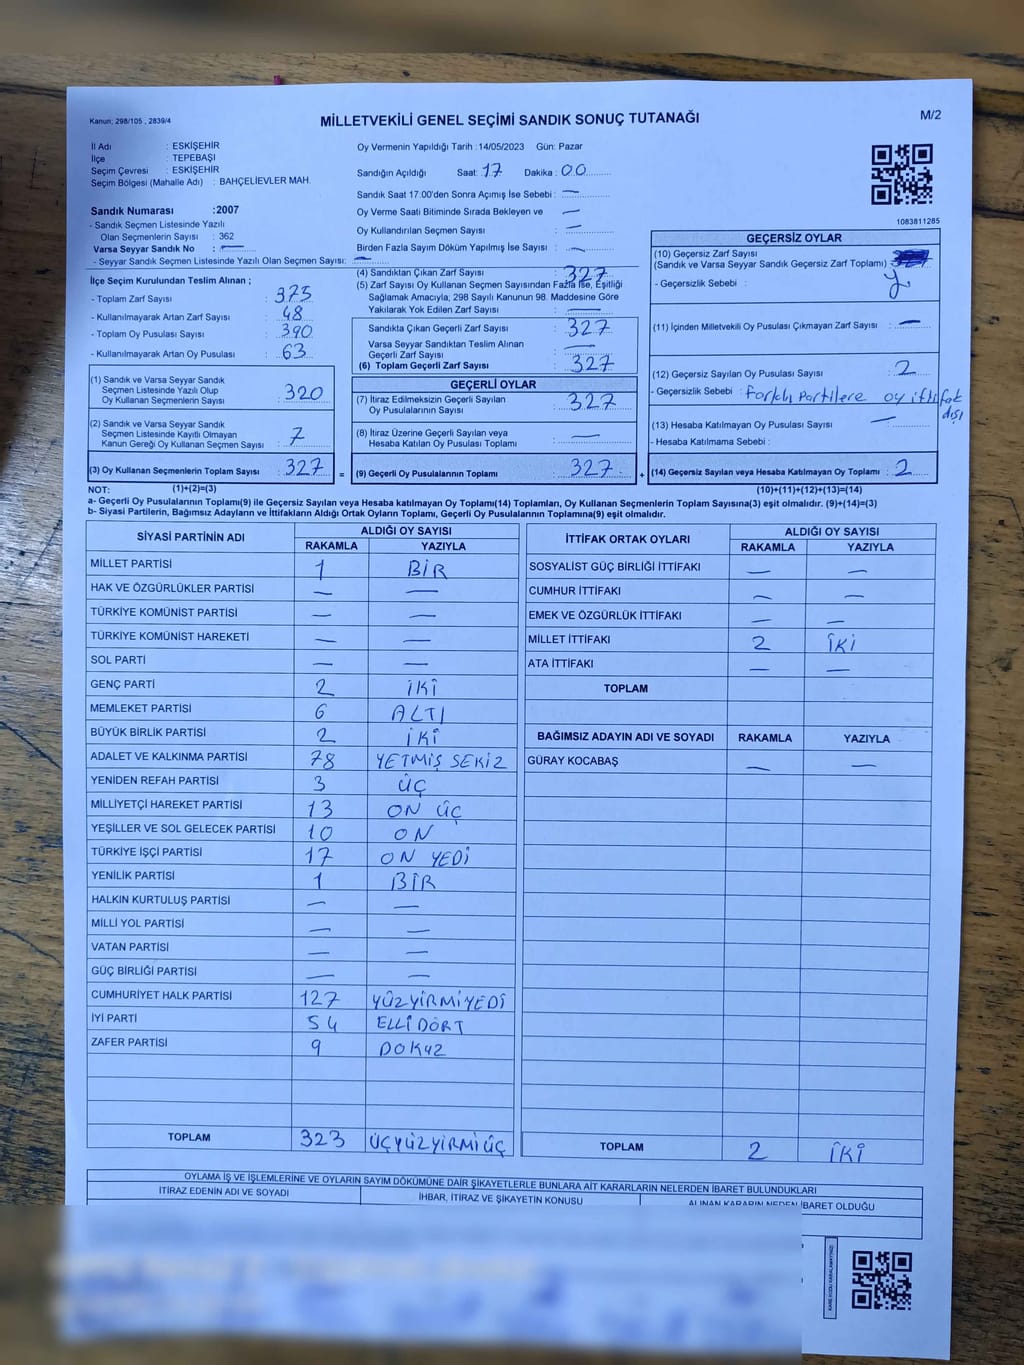 Kanun; 298/105 , 2839/4
MİLLETVEKİLİ GENEL SEÇİMİ SANDIK SONUÇ TUTANAĞI
M/2
İl Adı : ESKİŞEHİR
İlçe : TEPEBAŞI
Seçim Çevresi : ESKİŞEHİR
Seçim Bölgesi (Mahalle Adı) : BAHÇELİEVLER MAH.
Sandık Numarası :2007
- Sandık Seçmen Listesinde Yazılı
Olan Seçmenlerin Sayısı : 362
Varsa Seyyar Sandık No : —
- Seyyar Sandık Seçmen Listesinde Yazılı Olan Seçmen Sayısı: —
Oy Vermenin Yapıldığı Tarih :14/05/2023 Gün: Pazar
Sandığın Açıldığı Saat: 17 Dakika : 00
Sandık Saat 17:00'den Sonra Açımış İse Sebebi : —
Oy Verme Saati Bitiminde Sırada Bekleyen ve —
Oy Kullandırılan Seçmen Sayısı : —
Birden Fazla Sayım Döküm Yapılmış İse Sayısı : —
1083811285
İlçe Seçim Kurulundan Teslim Alınan ;
- Toplam Zarf Sayısı : 375
- Kullanılmayarak Artan Zarf Sayısı : 48
- Toplam Oy Pusulası Sayısı : 390
- Kullanılmayarak Artan Oy Pusulası : 63
(1) Sandık ve Varsa Seyyar Sandık
Seçmen Listesinde Yazılı Olup
Oy Kullanan Seçmenlerin Sayısı : 320
(2) Sandık ve Varsa Seyyar Sandık
Seçmen Listesinde Kayıtlı Olmayan
Kanun Gereği Oy Kullanan Seçmen Sayısı : 7
(3) Oy Kullanan Seçmenlerin Toplam Sayısı : 327 =
(4) Sandıktan Çıkan Zarf Sayısı : 327
(5) Zarf Sayısı Oy Kullanan Seçmen Sayısından Fazla İse, Eşitliği
Sağlamak Amacıyla; 298 Sayılı Kanunun 98. Maddesine Göre
Yakılarak Yok Edilen Zarf Sayısı : —
Sandıkta Çıkan Geçerli Zarf Sayısı : 327
Varsa Seyyar Sandıktan Teslim Alınan
Geçerli Zarf Sayısı : —
(6) Toplam Geçerli Zarf Sayısı : 327
GEÇERLİ OYLAR
(7) İtiraz Edilmeksizin Geçerli Sayılan
Oy Pusulalarının Sayısı : 327
(8) İtiraz Üzerine Geçerli Sayılan veya
Hesaba Katılan Oy Pusulası Toplamı : —
(9) Geçerli Oy Pusulalarının Toplamı : 327 +
GEÇERSİZ OYLAR
(10) Geçersiz Zarf Sayısı
(Sandık ve Varsa Seyyar Sandık Geçersiz Zarf Toplamı) :
- Geçersizlik Sebebi :
(11) İçinden Milletvekili Oy Pusulası Çıkmayan Zarf Sayısı : —
(12) Geçersiz Sayılan Oy Pusulası Sayısı : 2
- Geçersizlik Sebebi : farklı partilere oy ittifak
dışı
(13) Hesaba Katılmayan Oy Pusulası Sayısı : —
- Hesaba Katılmama Sebebi :
(14) Geçersiz Sayılan veya Hesaba Katılmayan Oy Toplamı : 2
NOT: (1)+(2)=(3) (10)+(11)+(12)+(13)=(14)
a- Geçerli Oy Pusulalarının Toplamı(9) ile Geçersiz Sayılan veya Hesaba katılmayan Oy Toplamı(14) Toplamları, Oy Kullanan Seçmenlerin Toplam Sayısına(3) eşit olmalıdır. (9)+(14)=(3)
b- Siyasi Partilerin, Bağımsız Adayların ve İttifakların Aldığı Ortak Oyların Toplamı, Geçerli Oy Pusulalarının Toplamına(9) eşit olmalıdır.
SİYASİ PARTİNİN ADI ALDIĞI OY SAYISI
RAKAMLA YAZIYLA
MİLLET PARTİSİ 1 BİR
HAK VE ÖZGÜRLÜKLER PARTİSİ — —
TÜRKİYE KOMÜNİST PARTİSİ — —
TÜRKİYE KOMÜNİST HAREKETİ — —
SOL PARTİ — —
GENÇ PARTİ 2 İKİ
MEMLEKET PARTİSİ 6 ALTI
BÜYÜK BİRLİK PARTİSİ 2 İKİ
ADALET VE KALKINMA PARTİSİ 78 YETMİŞ SEKİZ
YENİDEN REFAH PARTİSİ 3 ÜÇ
MİLLİYETÇİ HAREKET PARTİSİ 13 ON ÜÇ
YEŞİLLER VE SOL GELECEK PARTİSİ 10 ON
TÜRKİYE İŞÇİ PARTİSİ 17 ON YEDİ
YENİLİK PARTİSİ 1 BİR
HALKIN KURTULUŞ PARTİSİ — —
MİLLİ YOL PARTİSİ — —
VATAN PARTİSİ — —
GÜÇ BİRLİĞİ PARTİSİ — —
CUMHURİYET HALK PARTİSİ 127 YÜZYİRMİYEDİ
İYİ PARTİ 54 ELLİDÖRT
ZAFER PARTİSİ 9 DOKUZ
TOPLAM 323 ÜÇYÜZYİRMİÜÇ
İTTİFAK ORTAK OYLARI ALDIĞI OY SAYISI
RAKAMLA YAZIYLA
SOSYALİST GÜÇ BİRLİĞİ İTTİFAKI — —
CUMHUR İTTİFAKI — —
EMEK VE ÖZGÜRLÜK İTTİFAKI — —
MİLLET İTTİFAKI 2 İKİ
ATA İTTİFAKI — —
TOPLAM
BAĞIMSIZ ADAYIN ADI VE SOYADI RAKAMLA YAZIYLA
GÜRAY KOCABAŞ — —
TOPLAM 2 İKİ
OYLAMA İŞ VE İŞLEMLERİNE VE OYLARIN SAYIM DÖKÜMÜNE DAİR ŞİKAYETLERLE BUNLARA AİT KARARLARIN NELERDEN İBARET BULUNDUKLARI
İTİRAZ EDENİN ADI VE SOYADI İHBAR, İTİRAZ VE ŞİKAYETİN KONUSU ALINAN KARARIN NEDEN İBARET OLDUĞU